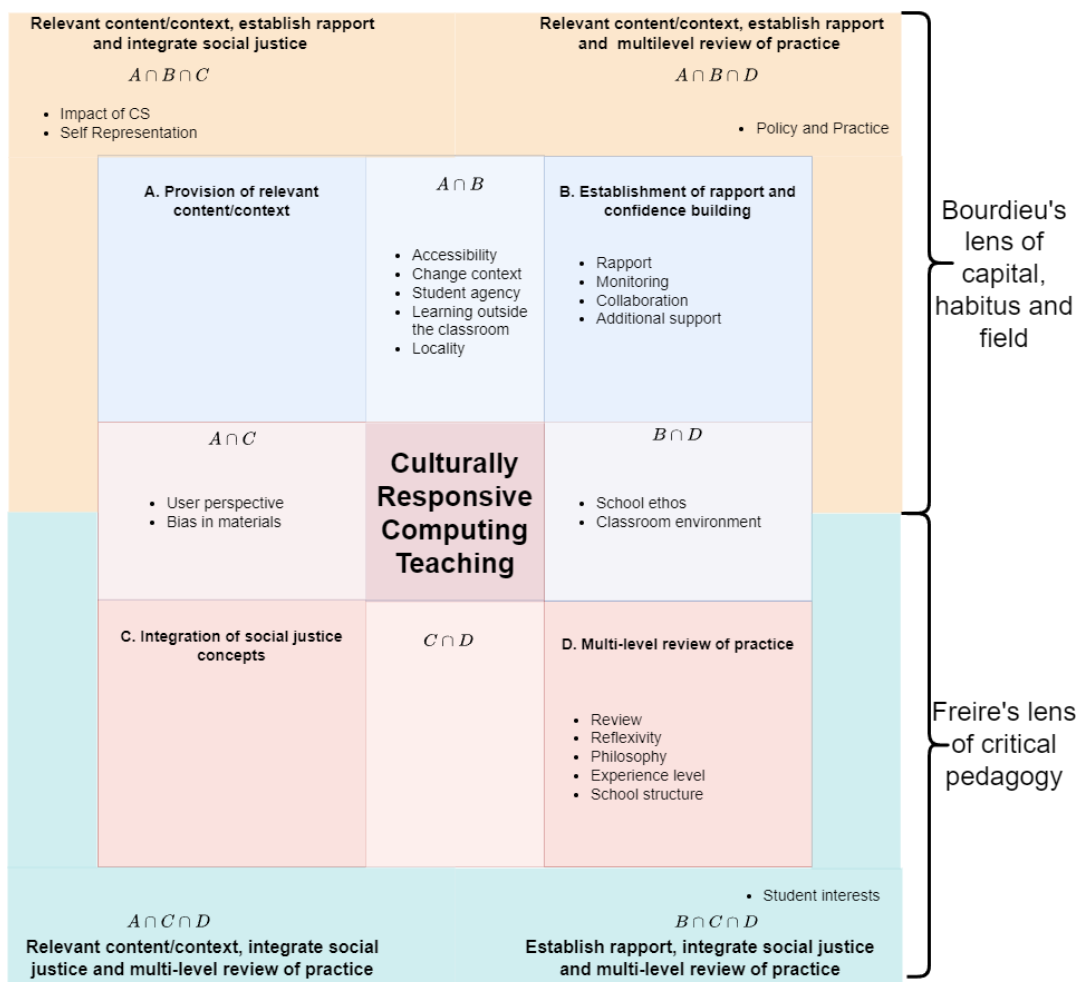 Relevant content/context, establish rapport
and integrate social justice
A ∩ B ∩ C
• Impact of CS
• Self Representation
Relevant content/context, establish rapport
and  multilevel review of practice
A ∩ B ∩ D
• Policy and Practice
A. Provision of relevant
content/context
A ∩ B
• Accessibility
• Change context
• Student agency
• Learning outside
the classroom
• Locality
B. Establishment of rapport and
confidence building
• Rapport
• Monitoring
• Collaboration
• Additional support
Bourdieu's
lens of
capital,
habitus and
field
A ∩ C
• User perspective
• Bias in materials
Culturally
Responsive
Computing
Teaching
B ∩ D
• School ethos
• Classroom environment
C. Integration of social justice
concepts
C ∩ D
D. Multi-level review of practice
• Review
• Reflexivity
• Philosophy
• Experience level
• School structure
Freire's lens
of critical
pedagogy
A ∩ C ∩ D
Relevant content/context, integrate social
justice and multi-level review of practice
• Student interests
B ∩ C ∩ D
Establish rapport, integrate social justice
and multi-level review of practice